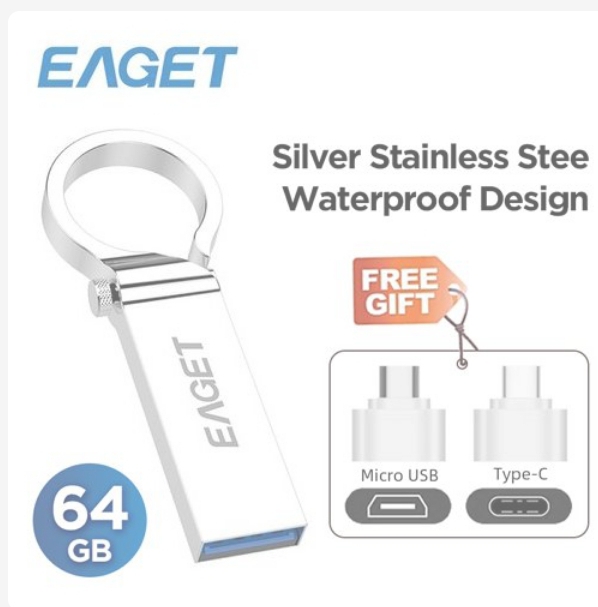 EAGET
Silver Stainless Stee
Waterproof Design
FREE
GIFT
EAGET
Micro USB
Type-C
64
GB